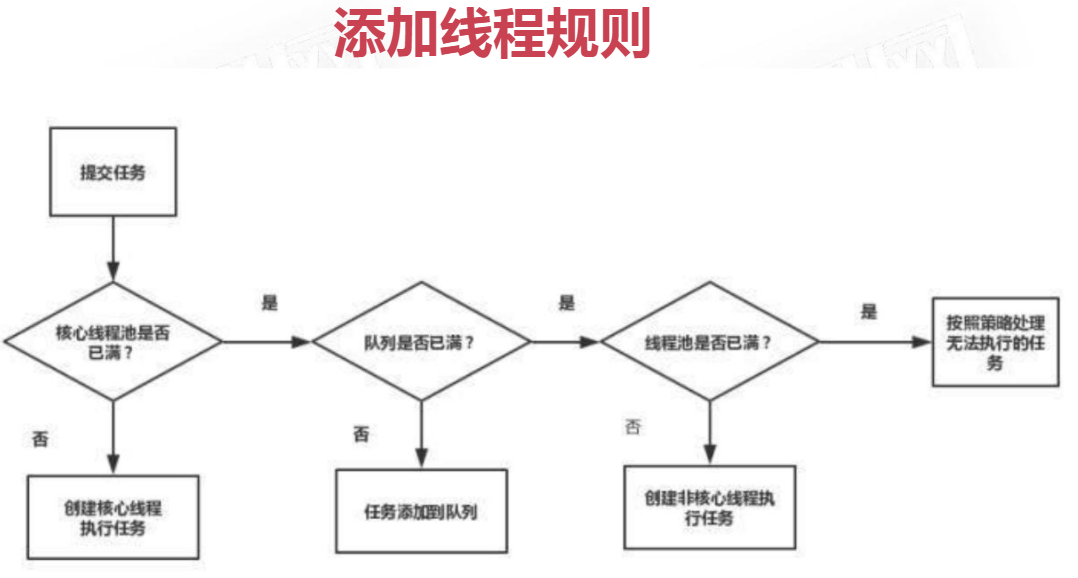 添加线程规则
提交任务
核心线程池是否
已满？
是
队列是否已满？
是
线程池是否已满？
是
按照策略处理
无法执行的任
务
否
创建核心线程
执行任务
否
任务添加到队列
否
创建非核心线程执
行任务